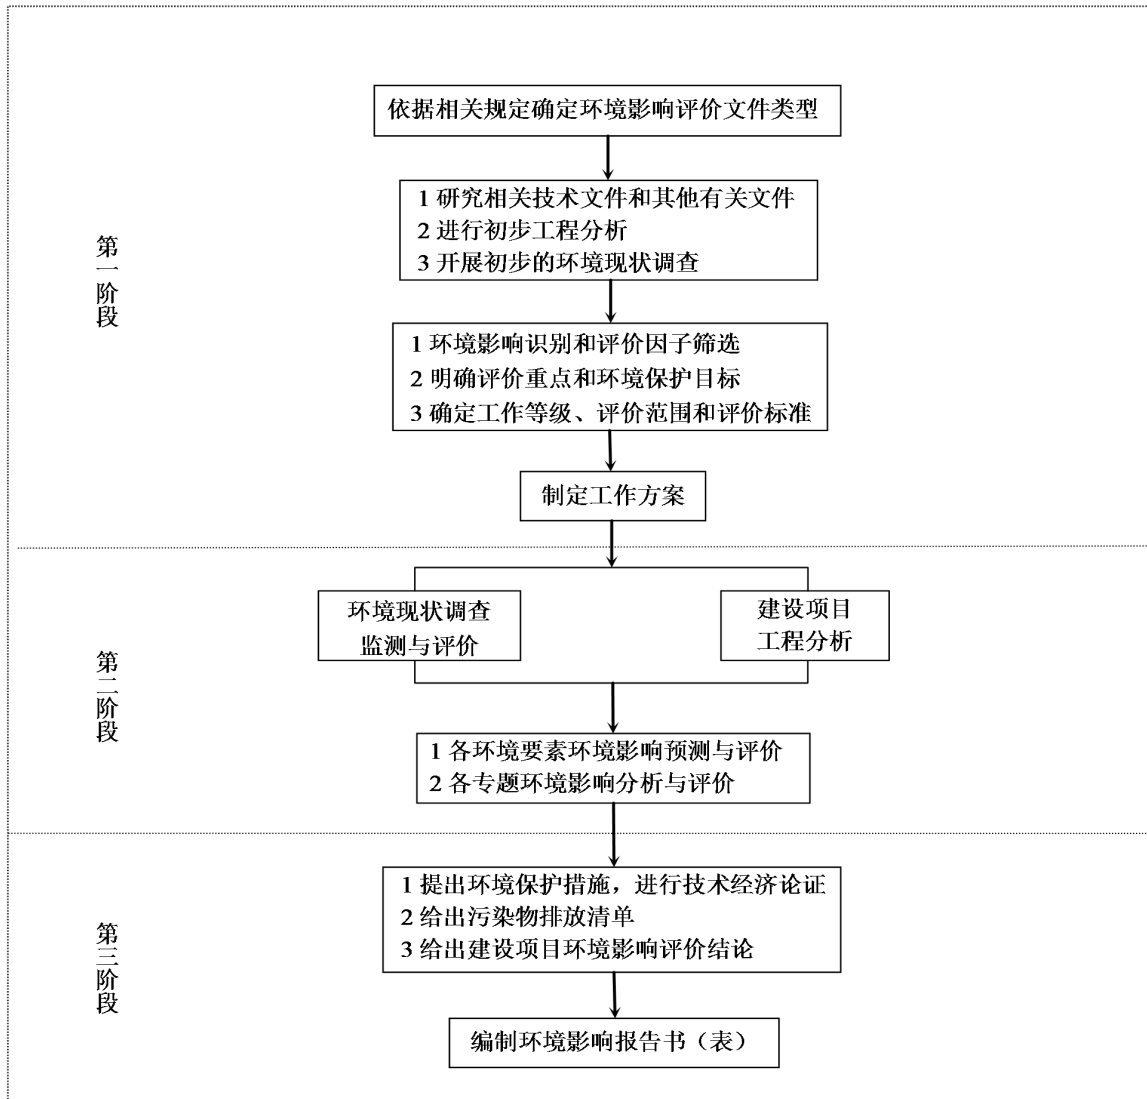 依据相关规定确定环境影响评价文件类型
1 研究相关技术文件和其他有关文件
2 进行初步工程分析
3 开展初步的环境现状调查
第一阶段
1 环境影响识别和评价因子筛选
2 明确评价重点和环境保护目标
3 确定工作等级、评价范围和评价标准
制定工作方案
环境现状调查
监测与评价
建设项目
工程分析
第二阶段
1 各环境要素环境影响预测与评价
2 各专题环境影响分析与评价
1 提出环境保护措施，进行技术经济论证
2 给出污染物排放清单
3 给出建设项目环境影响评价结论
第三阶段
编制环境影响报告书（表）